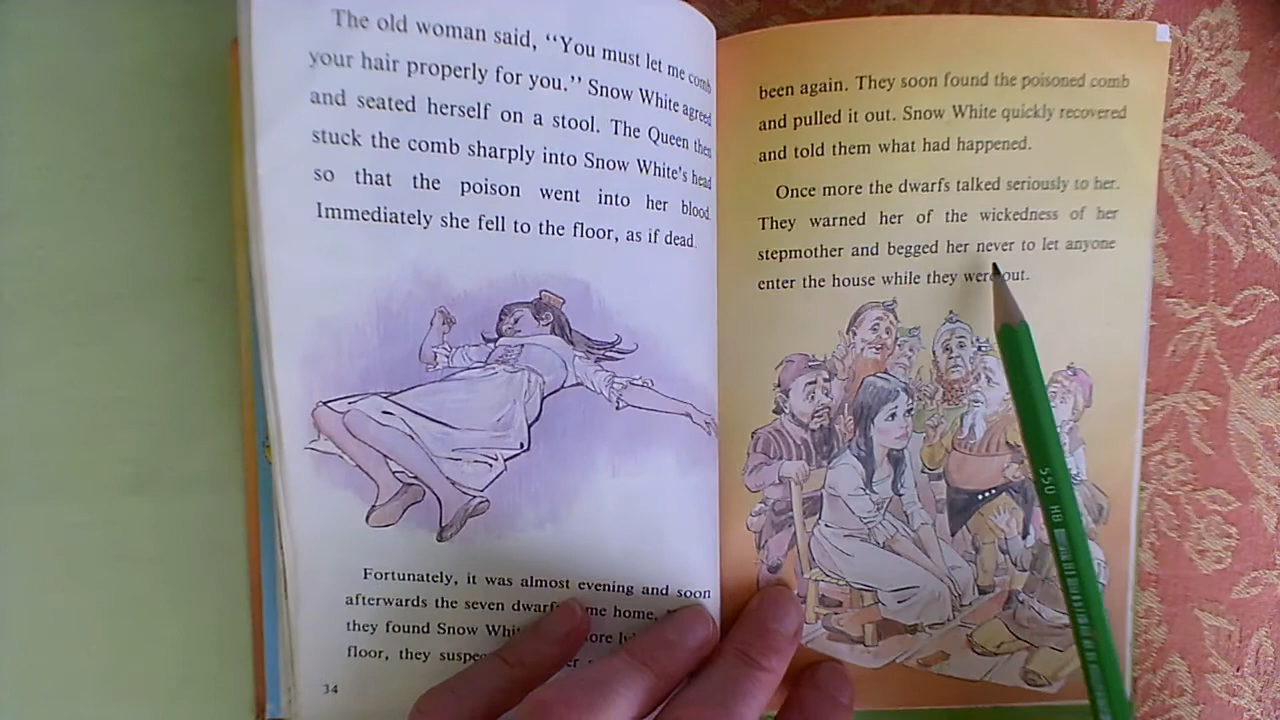 The old woman said, “You must let me comb
your hair properly for you.” Snow White agreed
and seated herself on a stool. The Queen then
stuck the comb sharply into Snow White's head
so that the poison went into her blood.
Immediately she fell to the floor, as if dead.
Fortunately, it was almost evening and soon
afterwards the seven dwarfs home.
they found Snow
floor, they
34
been again. They soon found the poisoned comb
and pulled it out. Snow White quickly recovered
and told them what had happened.
Once more the dwarfs talked seriously to her.
They warned her of the wickedness of her
stepmother and begged her never to let anyone
enter the house while they were out.
550 HB